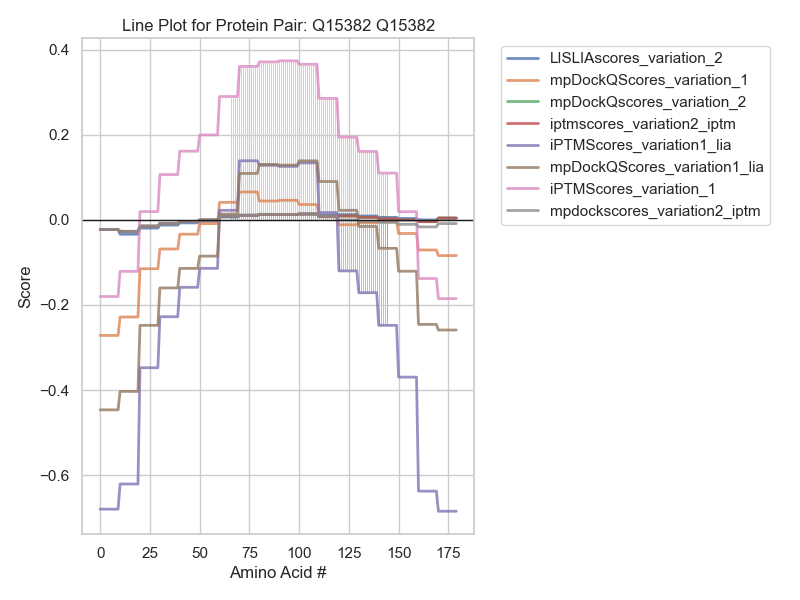 Line Plot for Protein Pair: Q15382 Q15382
0.4
0.2
0.0
−0.2
−0.4
−0.6
Score
0 25 50 75 100 125 150 175
Amino Acid #
LISLIAscores_variation_2
mpDockQScores_variation_1
mpDockQscores_variation_2
iptmscores_variation2_iptm
iPTMScores_variation1_lia
mpDockQScores_variation1_lia
iPTMScores_variation_1
mpdockscores_variation2_iptm